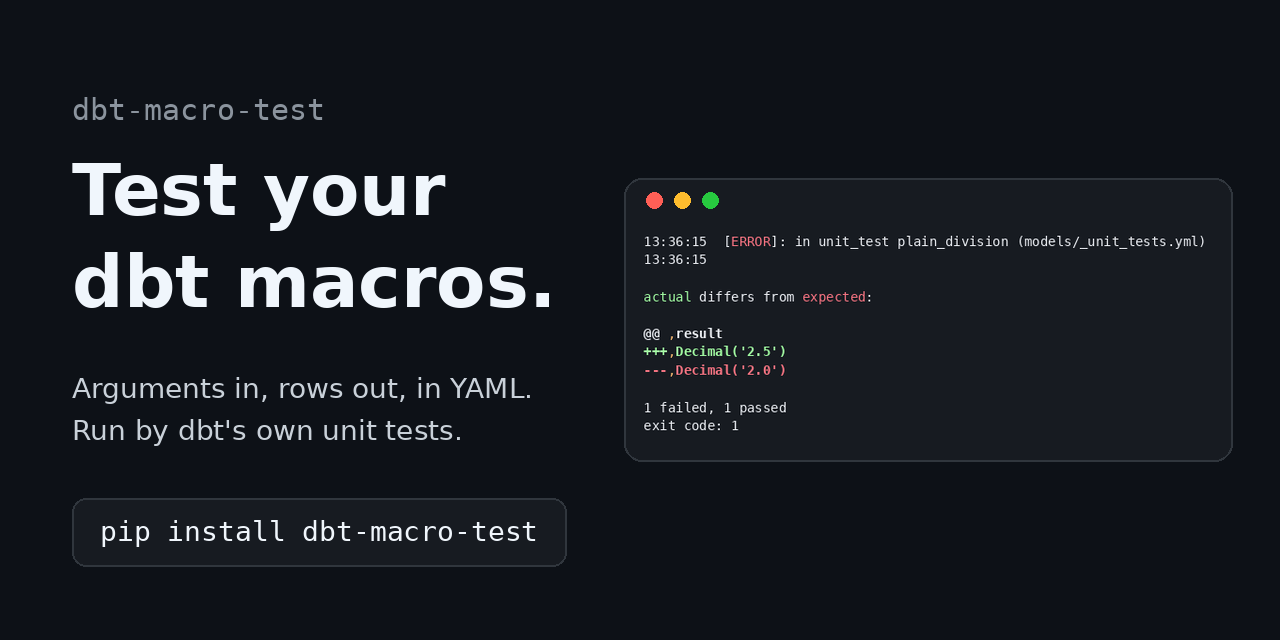 dbt-macro-test
Test your
dbt macros.
Arguments in, rows out, in YAML.
Run by dbt's own unit tests.
pip install dbt-macro-test
13:36:15  [ERROR]: in unit_test plain_division (models/_unit_tests.yml)
13:36:15
actual differs from expected:
@@ ,result
+++,Decimal('2.5')
---,Decimal('2.0')
1 failed, 1 passed
exit code: 1